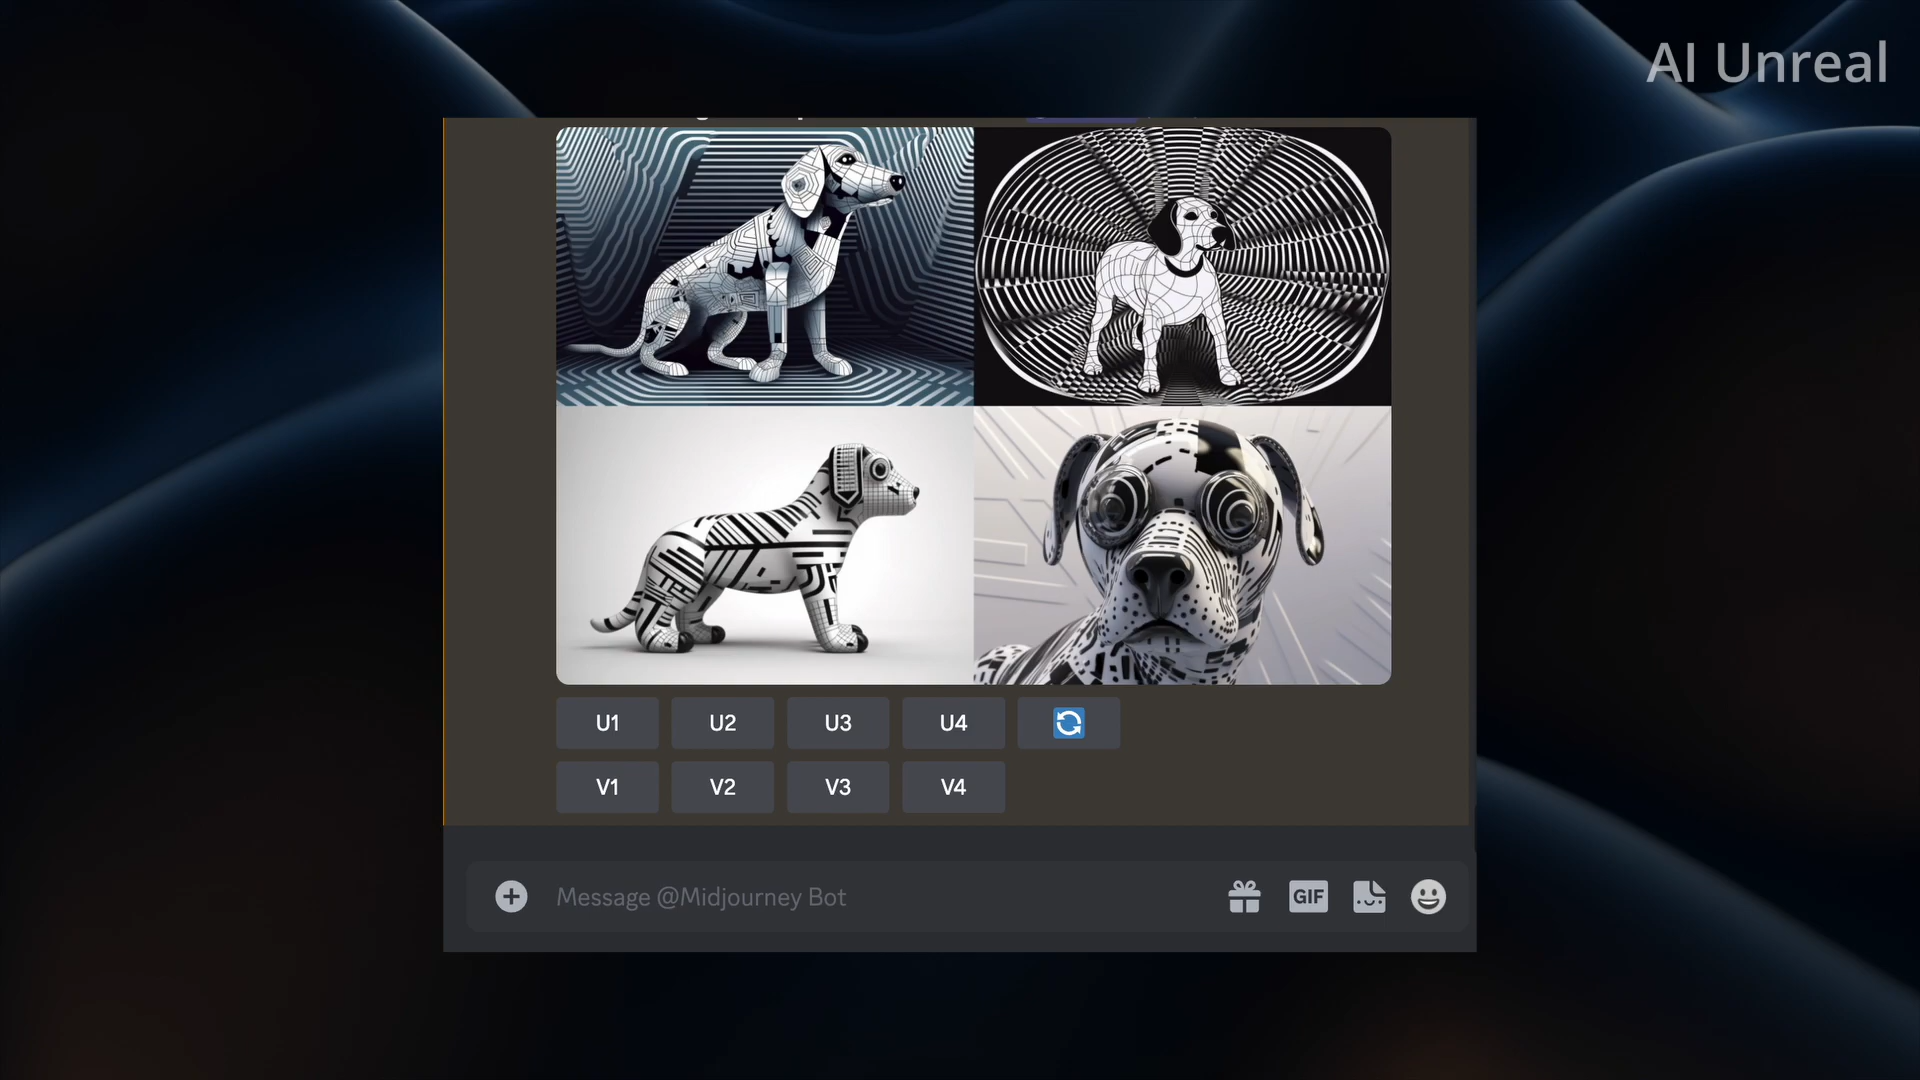 AI Unreal
U1 U2 U3 U4
V1 V2 V3 V4
Message @Midjourney Bot
GIF